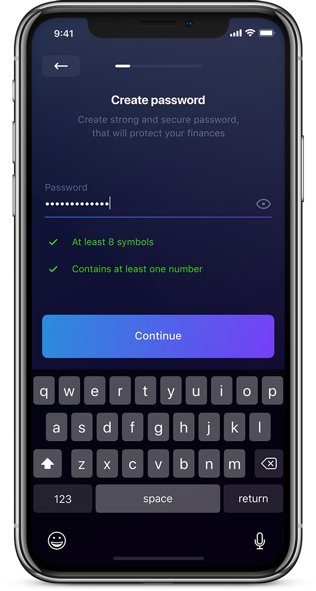 9:41
Create password
Create strong and secure password,
that will protect your finances
Password
At least 8 symbols
Contains at least one number
Continue
q w e r t y u i o p
a s d f g h j k l
z x c v b n m
123 space return